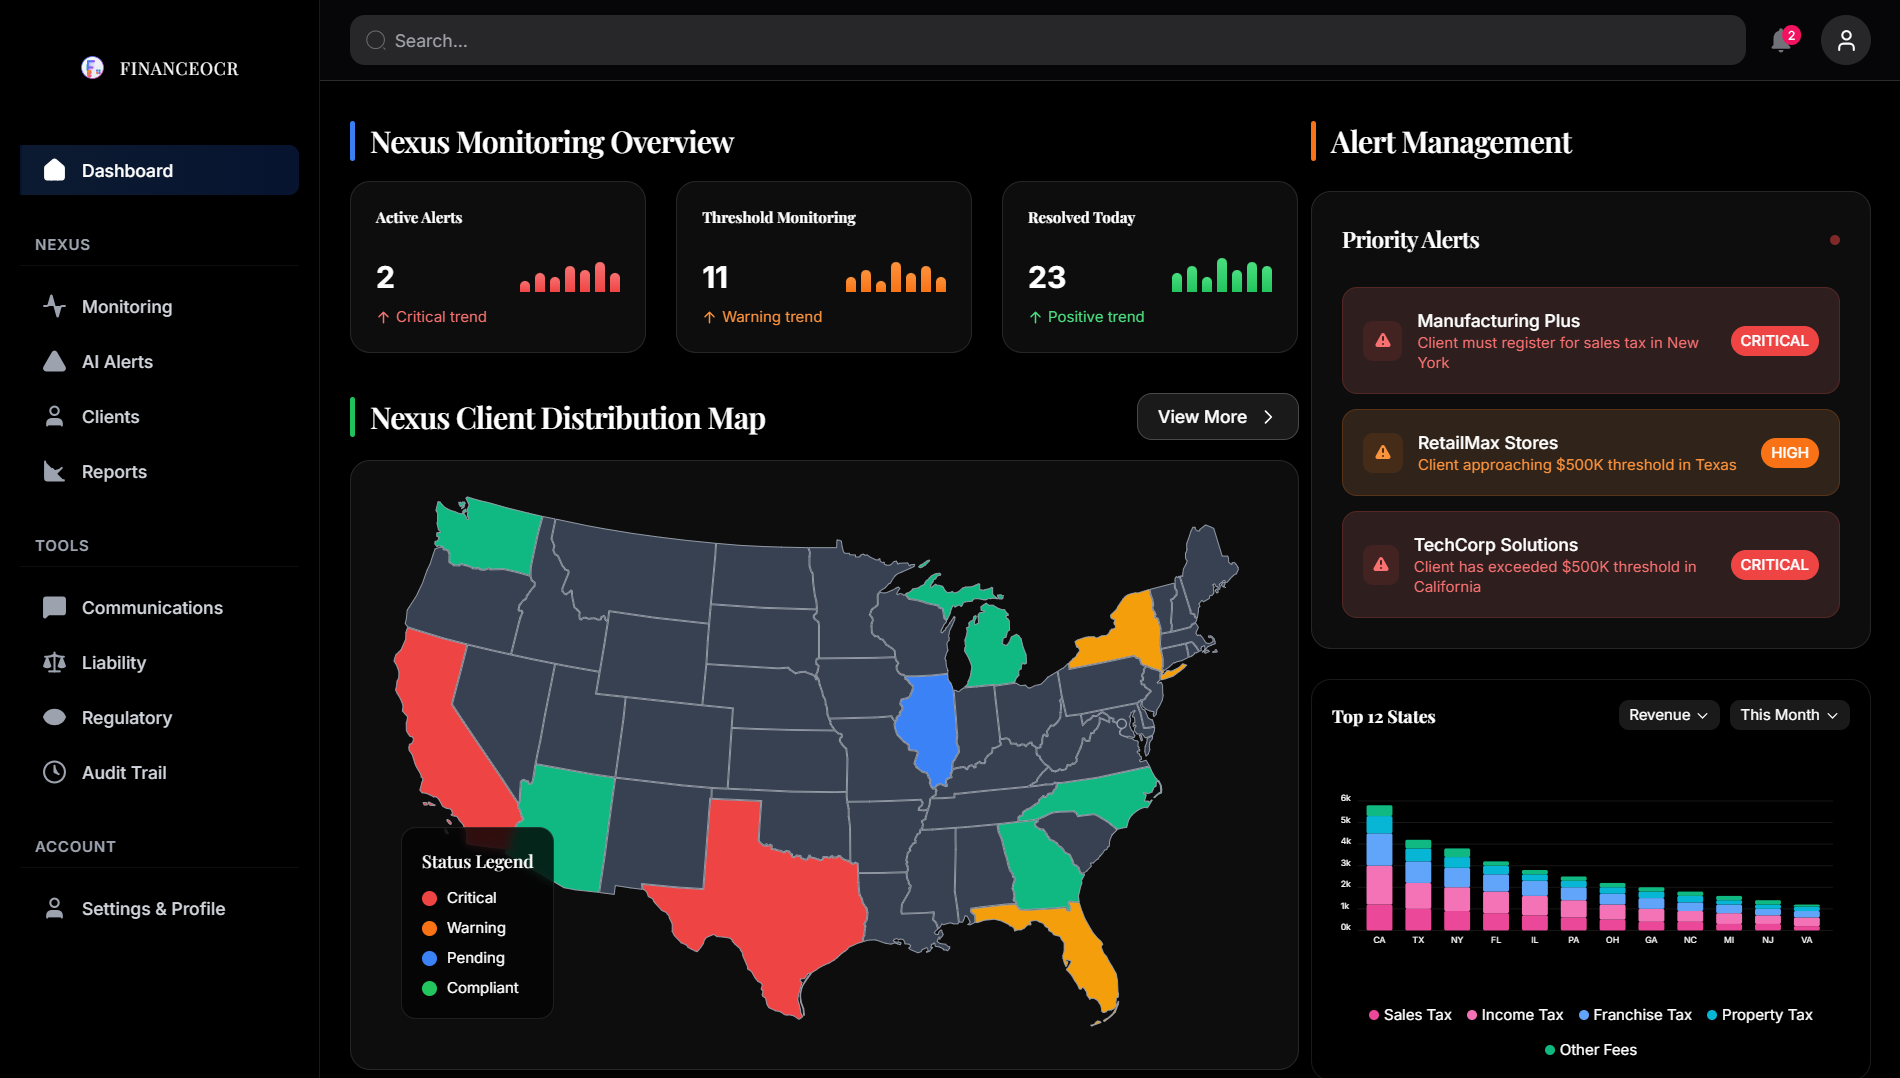 FINANCEOCR
Dashboard
NEXUS
Monitoring
AI Alerts
Clients
Reports
TOOLS
Communications
Liability
Regulatory
Audit Trail
ACCOUNT
Settings & Profile
Search...
2
Nexus Monitoring Overview
Active Alerts
2
↑ Critical trend
Threshold Monitoring
11
↑ Warning trend
Resolved Today
23
↑ Positive trend
Nexus Client Distribution Map
View More
Status Legend
Critical
Warning
Pending
Compliant
Alert Management
Priority Alerts
Manufacturing Plus
Client must register for sales tax in New
York
CRITICAL
RetailMax Stores
Client approaching $500K threshold in Texas
HIGH
TechCorp Solutions
Client has exceeded $500K threshold in
California
CRITICAL
Top 12 States
Revenue
This Month
6k
5k
4k
3k
2k
1k
0k
CA TX NY FL IL PA OH GA NC MI NJ VA
Sales Tax Income Tax Franchise Tax Property Tax
Other Fees